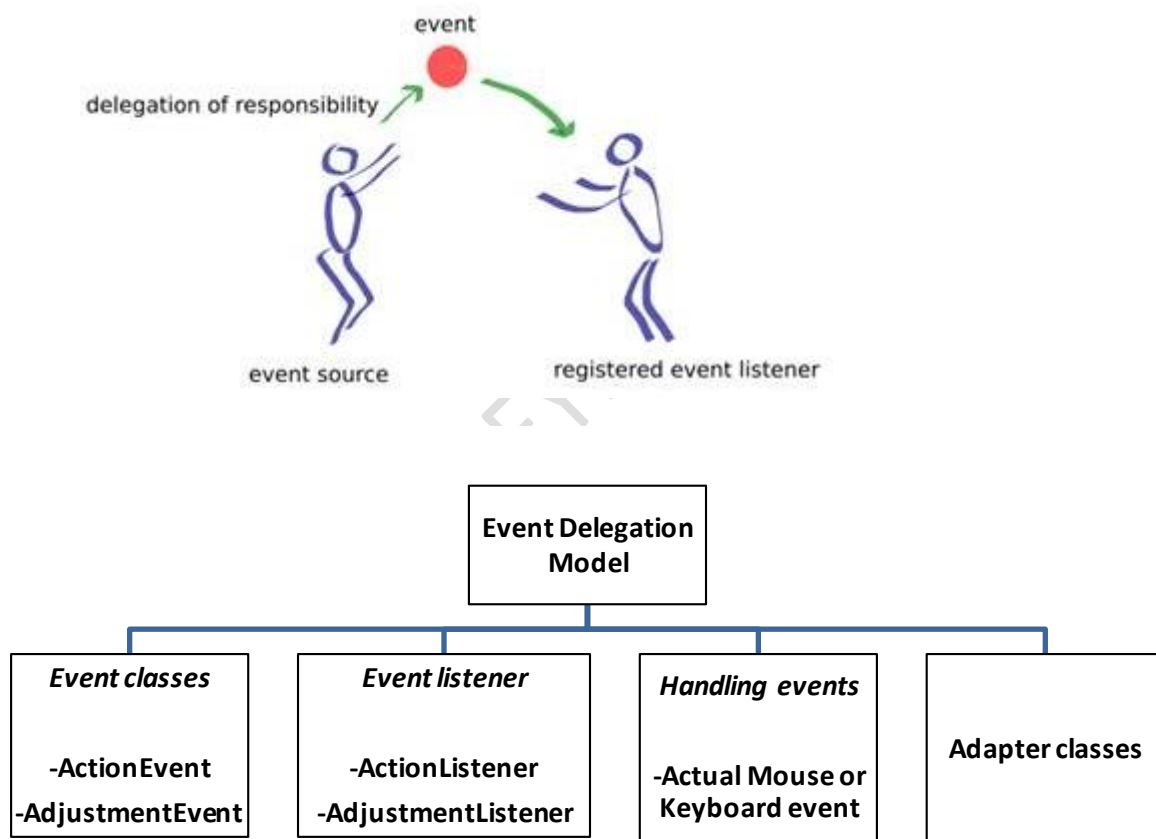 event
delegation of responsibility
event source
registered event listener
Event Delegation
Model
Event classes
-ActionEvent
-AdjustmentEvent
Event listener
-ActionListener
-AdjustmentListener
Handling events
-Actual Mouse or
Keyboard event
Adapter classes